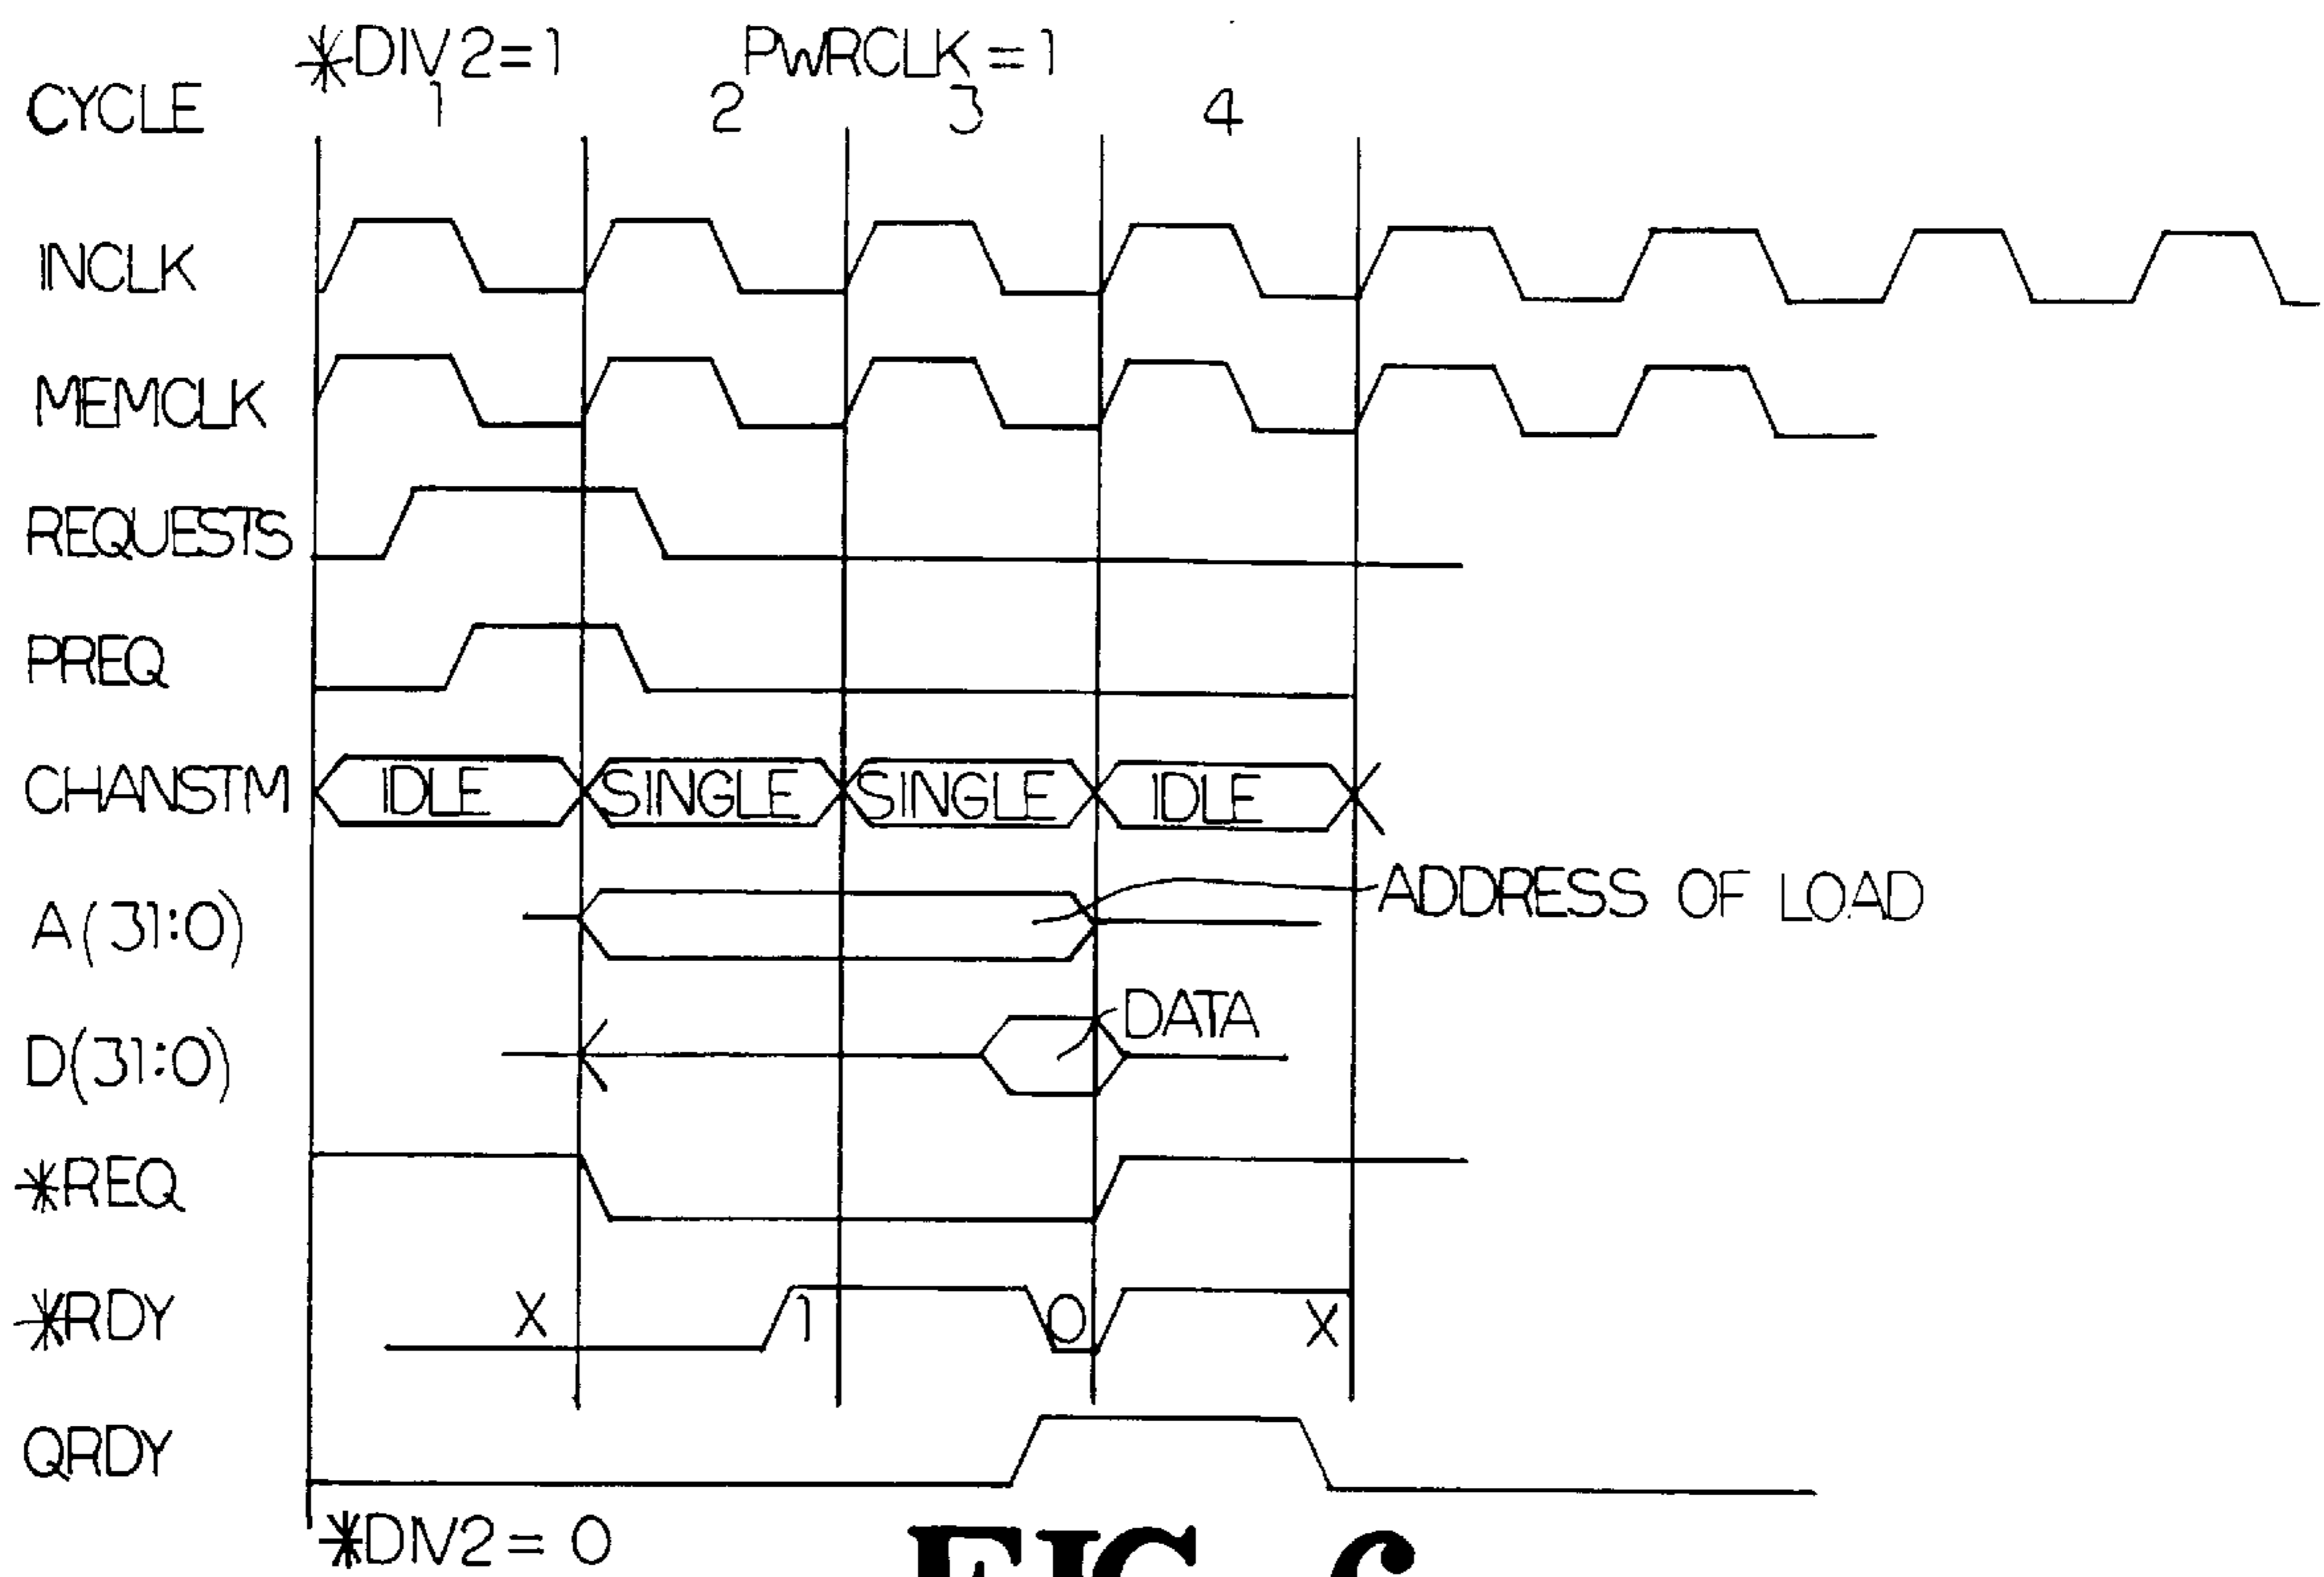 *DIV2=1 PWRCLK=1
CYCLE 1 2 3 4
INCLK
MEMCLK
REQUESTS
PREQ
CHANSTM IDLE SINGLE SINGLE IDLE
A(31:0) ADDRESS OF LOAD
D(31:0) DATA
*REQ
*RDY X 1 0 X
QRDY
*DIV2=0
FIG. 6